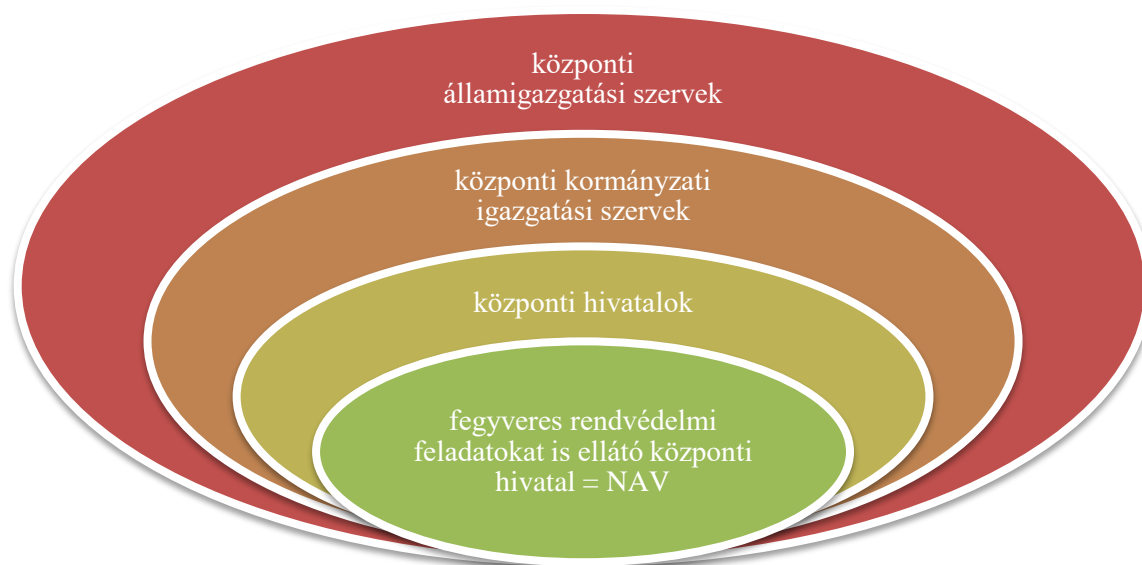 központi
államigazgatási szervek
központi kormányzati
igazgatási szervek
központi hivatalok
fegyveres rendvédelmi
feladatokat is ellátó központi
hivatal = NAV